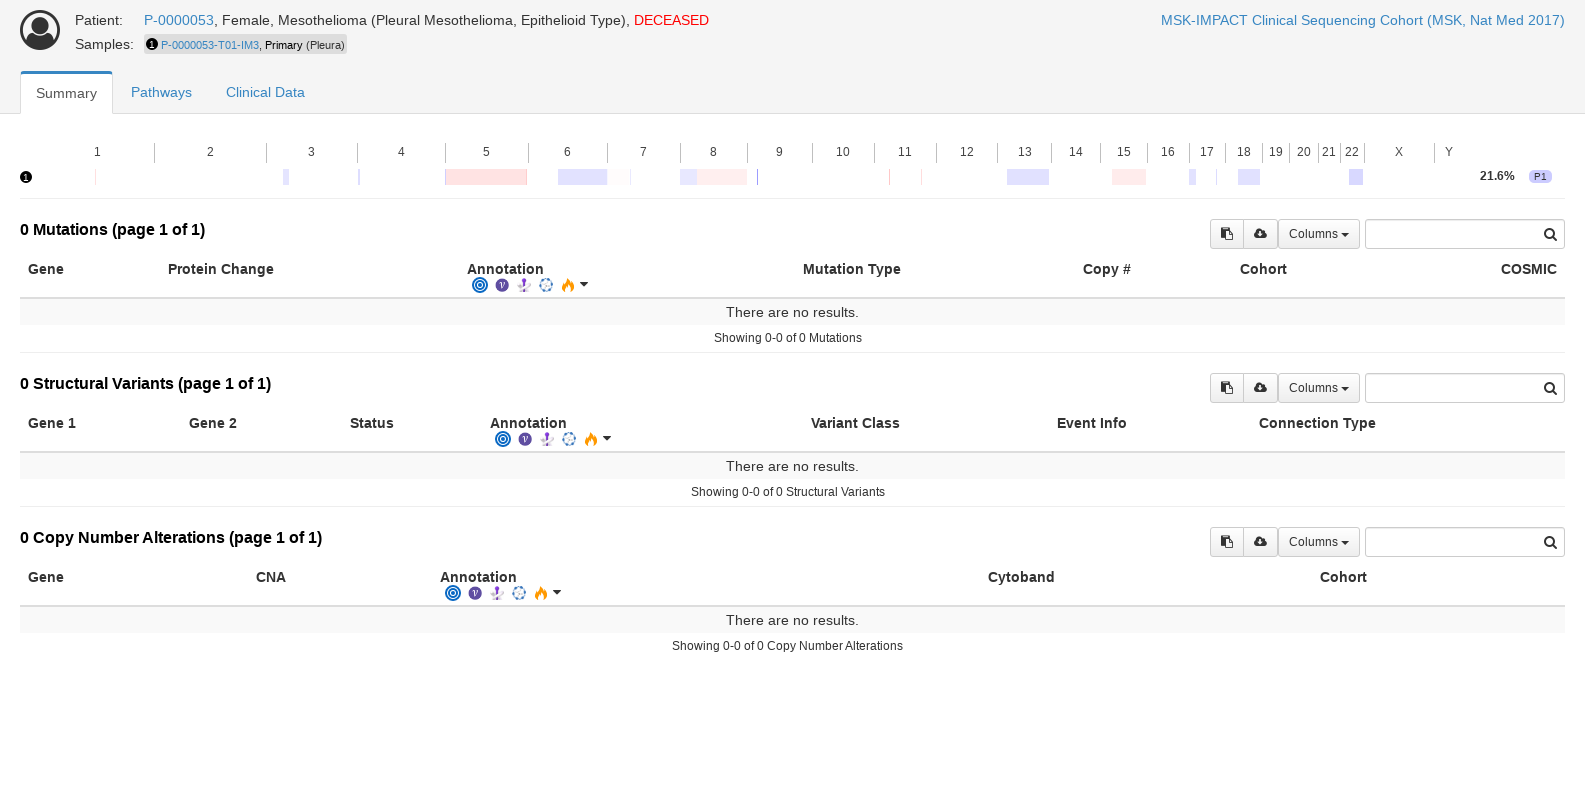 Patient: P-0000053, Female, Mesothelioma (Pleural Mesothelioma, Epithelioid Type), DECEASED
MSK-IMPACT Clinical Sequencing Cohort (MSK, Nat Med 2017)
Samples: 1 P-0000053-T01-IM3, Primary (Pleura)
Summary Pathways Clinical Data
1 2 3 4 5 6 7 8 9 10 11 12 13 14 15 16 17 18 19 20 21 22 X Y
1 21.6% P1
0 Mutations (page 1 of 1)
Columns
Gene Protein Change Annotation Mutation Type Copy # Cohort COSMIC
There are no results.
Showing 0-0 of 0 Mutations
0 Structural Variants (page 1 of 1)
Columns
Gene 1 Gene 2 Status Annotation Variant Class Event Info Connection Type
There are no results.
Showing 0-0 of 0 Structural Variants
0 Copy Number Alterations (page 1 of 1)
Columns
Gene CNA Annotation Cytoband Cohort
There are no results.
Showing 0-0 of 0 Copy Number Alterations